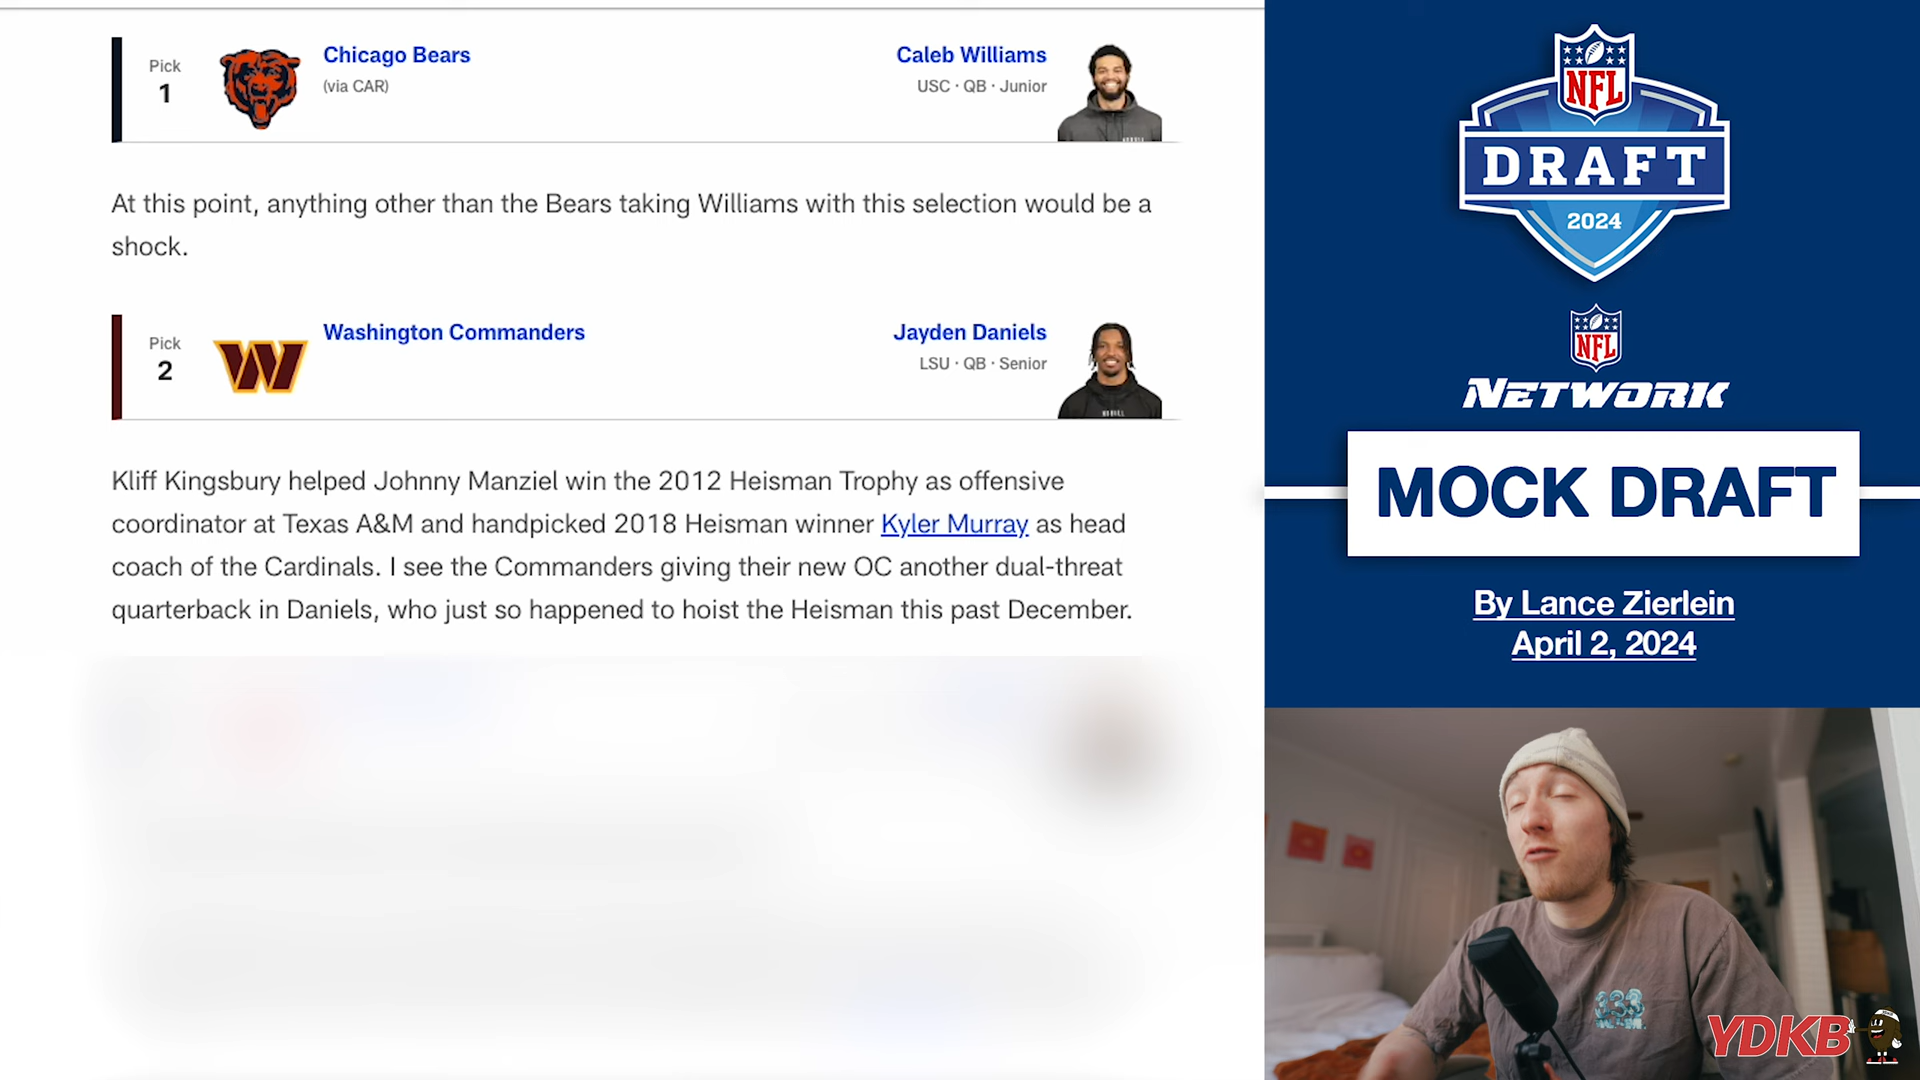 Pick
1
Chicago Bears
(via CAR)
Caleb Williams
USC · QB · Junior
At this point, anything other than the Bears taking Williams with this selection would be a
shock.
Pick
2
W
Washington Commanders
Jayden Daniels
LSU · QB · Senior
Kliff Kingsbury helped Johnny Manziel win the 2012 Heisman Trophy as offensive
coordinator at Texas A&M and handpicked 2018 Heisman winner Kyler Murray as head
coach of the Cardinals. I see the Commanders giving their new OC another dual-threat
quarterback in Daniels, who just so happened to hoist the Heisman this past December.
NFL
DRAFT
2024
NFL
NETWORK
MOCK DRAFT
By Lance Zierlein
April 2, 2024
333
YDKB